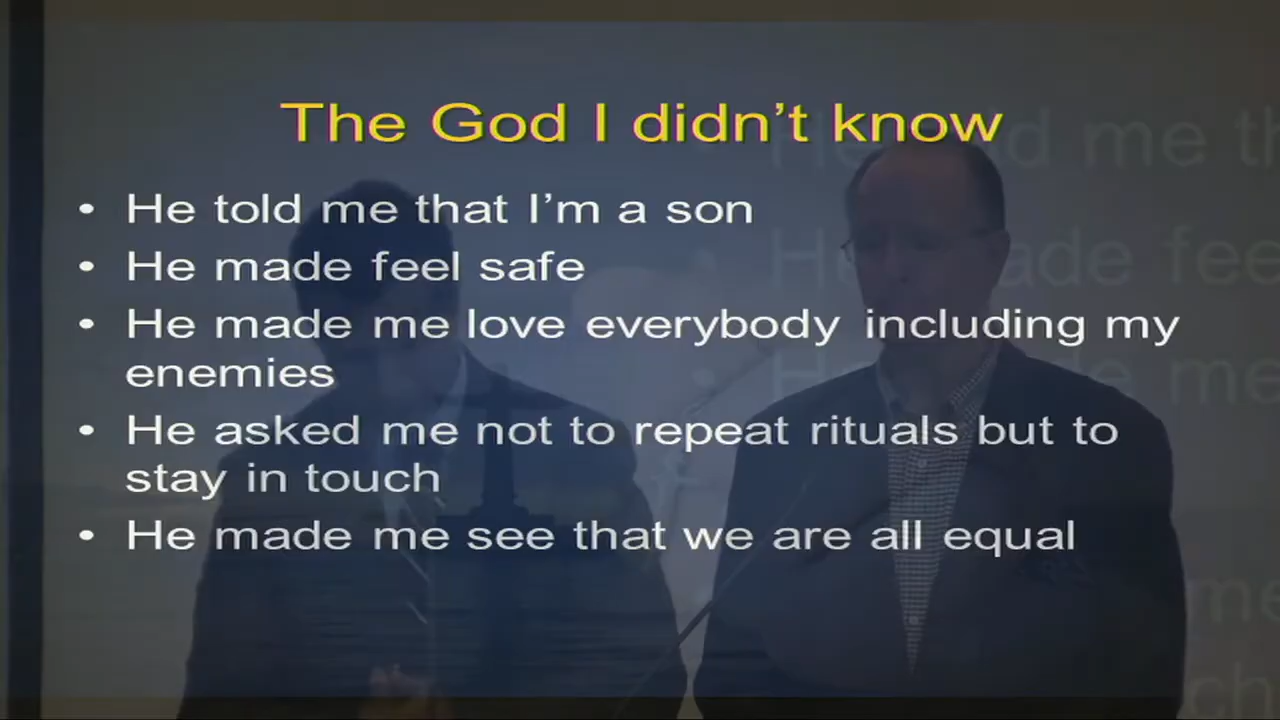 The God I didn't know
• He told me that I'm a son
• He made feel safe
• He made me love everybody including my
enemies
• He asked me not to repeat rituals but to
stay in touch
• He made me see that we are all equal